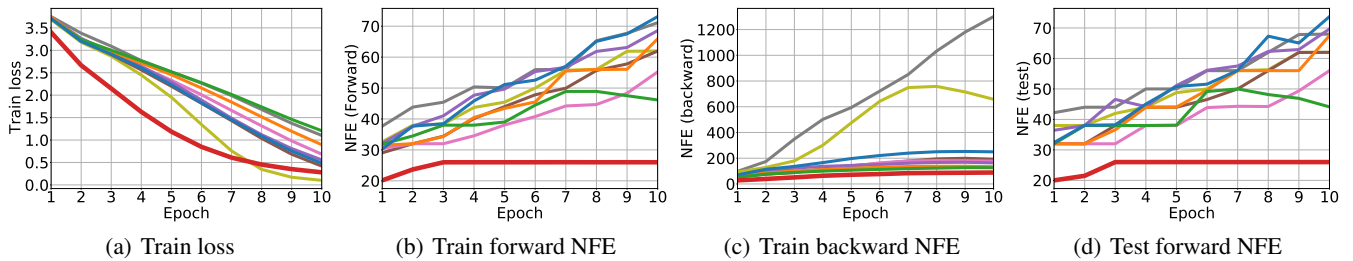 Train loss
3.5
3.0
2.5
2.0
1.5
1.0
0.5
0.0
1 2 3 4 5 6 7 8 9 10
Epoch
(a) Train loss
NFE (Forward)
70
60
50
40
30
20
1 2 3 4 5 6 7 8 9 10
Epoch
(b) Train forward NFE
NFE (backward)
1200
1000
800
600
400
200
0
1 2 3 4 5 6 7 8 9 10
Epoch
(c) Train backward NFE
NFE (test)
70
60
50
40
30
20
1 2 3 4 5 6 7 8 9 10
Epoch
(d) Test forward NFE